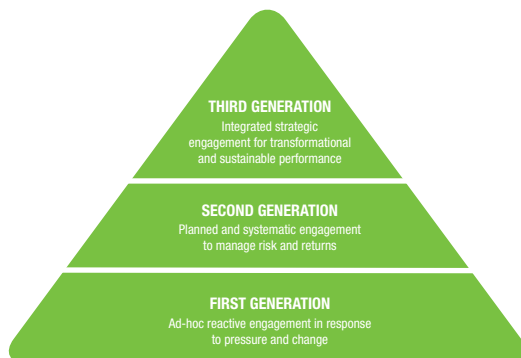 THIRD GENERATION
Integrated strategic
engagement for transformational
and sustainable performance
SECOND GENERATION
Planned and systematic engagement
to manage risk and returns
FIRST GENERATION
Ad-hoc reactive engagement in response
to pressure and change